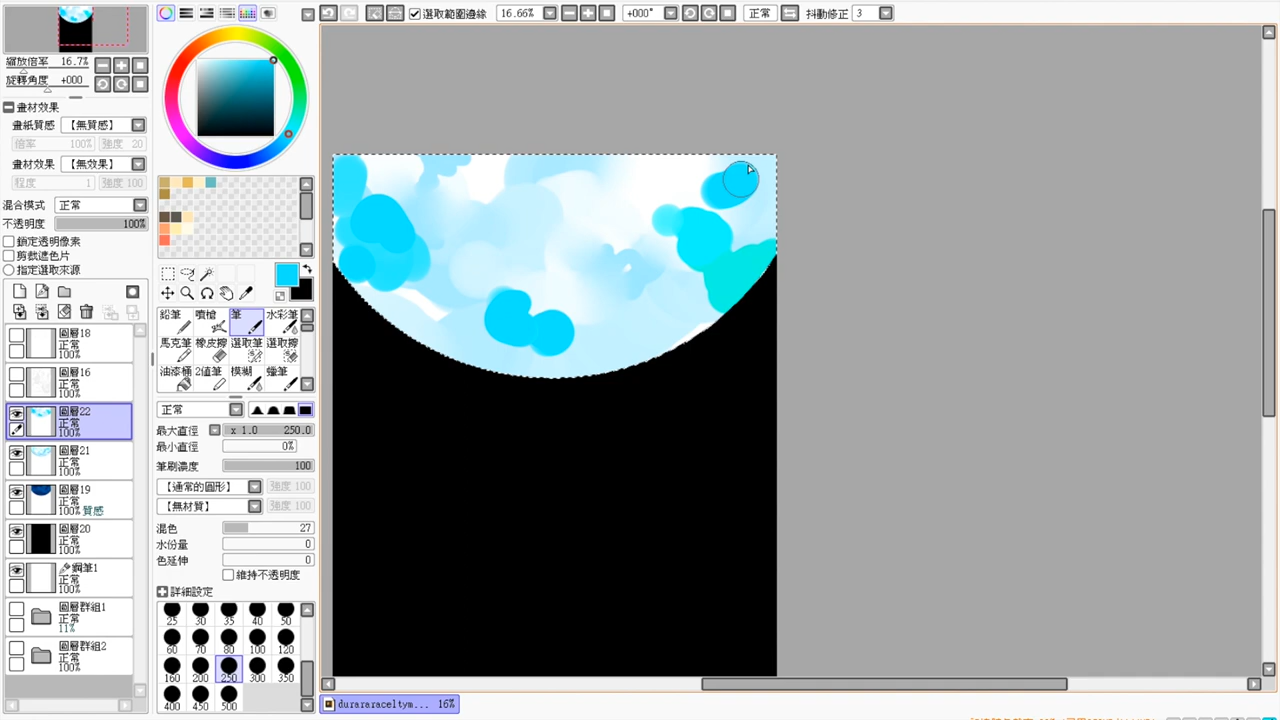 選取範圍邊緣 16.66% +000° 正常 抖動修正 3
縮放倍率 16.7%
旋轉角度 +000
畫材效果
畫紙質感 【無質感】
倍率 100% 強度 20
畫材效果 【無效果】
程度 1 強度 100
混合模式 正常
不透明度 100%
鎖定透明像素
剪裁遮色片
指定選取來源
圖層18
正常
100%
圖層16
正常
100%
圖層22
正常
100%
圖層21
正常
100%
圖層19
正常
100% 質感
圖層20
正常
100%
鋼筆1
正常
100%
圖層群組1
正常
11%
圖層群組2
正常
100%
鉛筆 噴槍 筆 水彩筆
馬克筆 橡皮擦 選取筆 選取擦
油漆桶 2值筆 模糊 蠟筆
正常
最大直徑 x 1.0 250.0
最小直徑 0%
筆刷濃度 100
【通常的圓形】 強度 100
【無材質】 強度 100
混色 27
水份量 0
色延伸 0
維持不透明度
詳細設定
25 30 35 40 50
60 70 80 100 120
160 200 250 300 350
400 450 500
durararaceltym... 16%